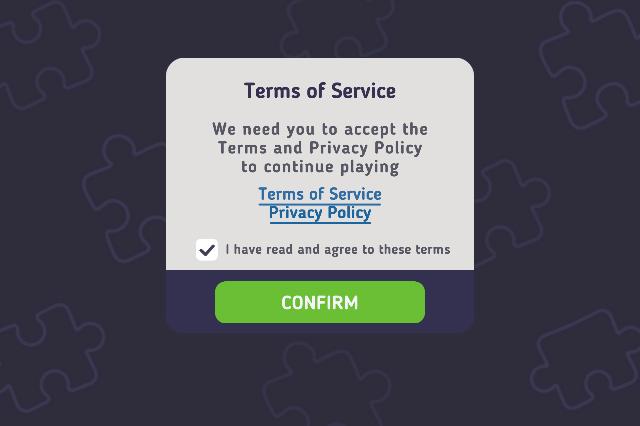 Terms of Service
We need you to accept the
Terms and Privacy Policy
to continue playing
Terms of Service
Privacy Policy
I have read and agree to these terms
CONFIRM